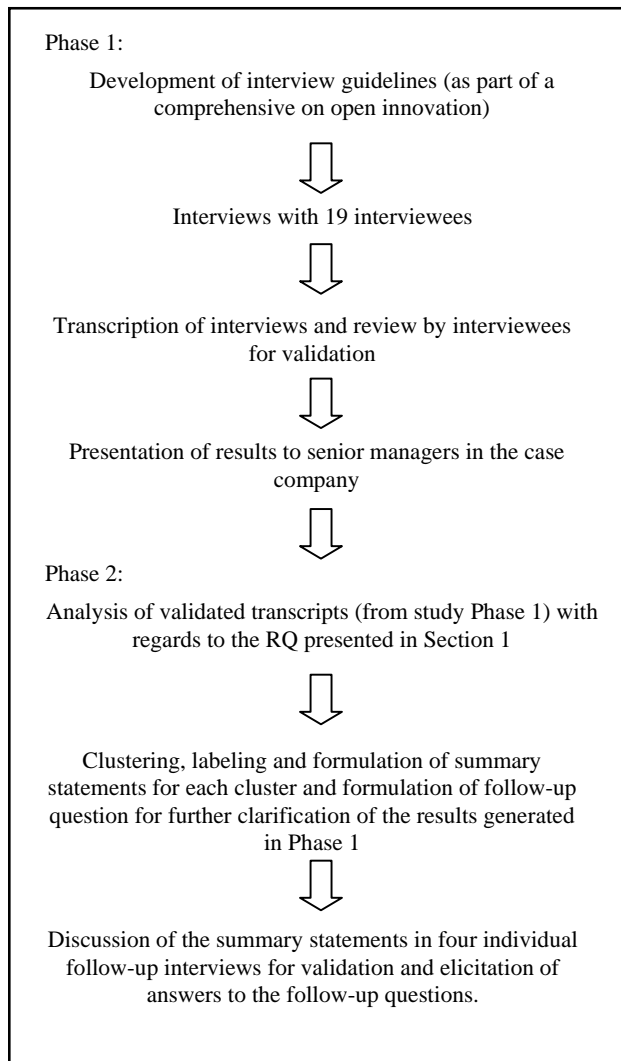 Phase 1:
Development of interview guidelines (as part of a
comprehensive on open innovation)
Interviews with 19 interviewees
Transcription of interviews and review by interviewees
for validation
Presentation of results to senior managers in the case
company
Phase 2:
Analysis of validated transcripts (from study Phase 1) with
regards to the RQ presented in Section 1
Clustering, labeling and formulation of summary
statements for each cluster and formulation of follow-up
question for further clarification of the results generated
in Phase 1
Discussion of the summary statements in four individual
follow-up interviews for validation and elicitation of
answers to the follow-up questions.